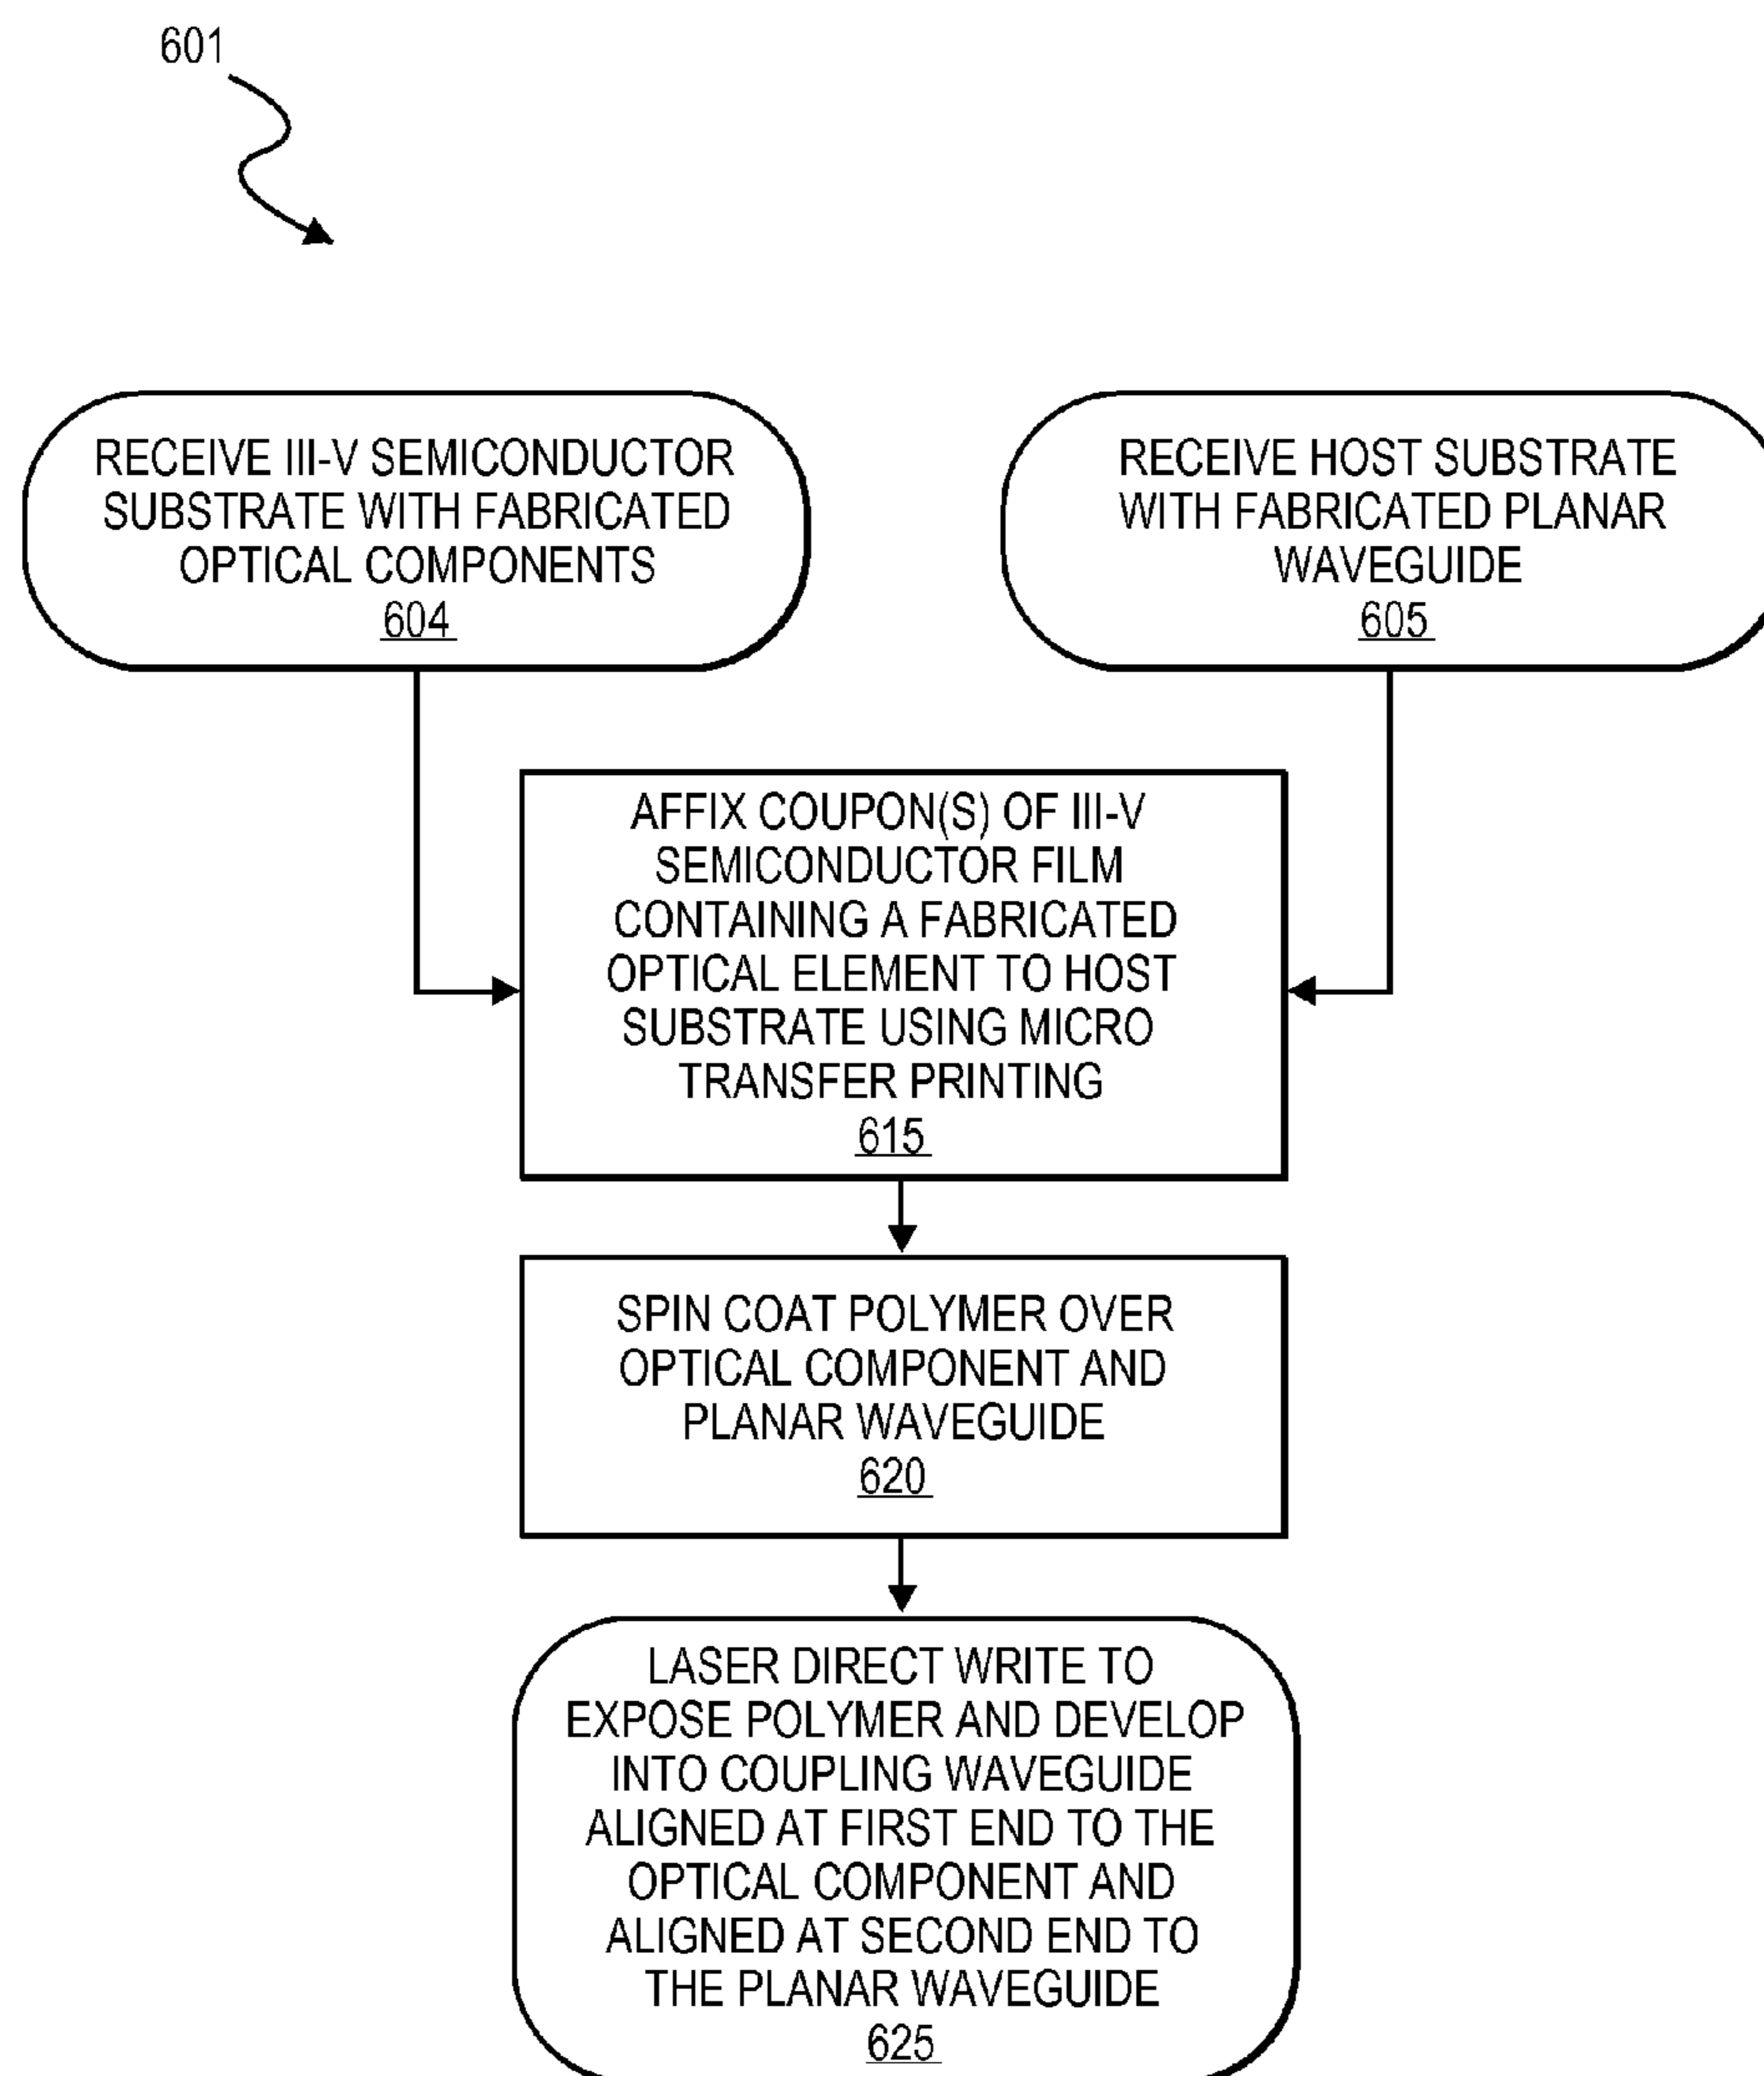 601
RECEIVE III-V SEMICONDUCTOR
SUBSTRATE WITH FABRICATED
OPTICAL COMPONENTS
604
RECEIVE HOST SUBSTRATE
WITH FABRICATED PLANAR
WAVEGUIDE
605
AFFIX COUPON(S) OF III-V
SEMICONDUCTOR FILM
CONTAINING A FABRICATED
OPTICAL ELEMENT TO HOST
SUBSTRATE USING MICRO
TRANSFER PRINTING
615
SPIN COAT POLYMER OVER
OPTICAL COMPONENT AND
PLANAR WAVEGUIDE
620
LASER DIRECT WRITE TO
EXPOSE POLYMER AND DEVELOP
INTO COUPLING WAVEGUIDE
ALIGNED AT FIRST END TO THE
OPTICAL COMPONENT AND
ALIGNED AT SECOND END TO
THE PLANAR WAVEGUIDE
625